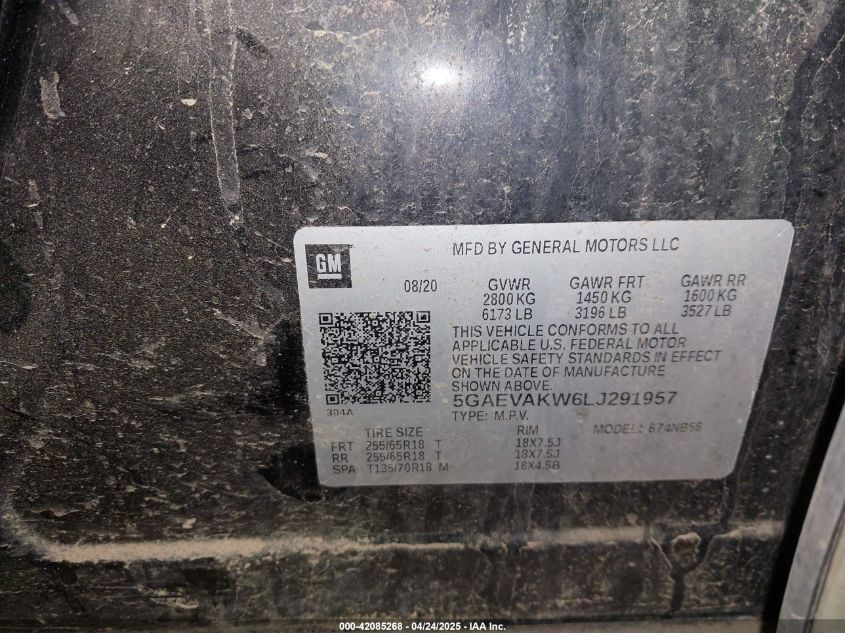 GM
MFD BY GENERAL MOTORS LLC
08/20 GVWR GAWR FRT GAWR RR
2800 KG 1450 KG 1600 KG
6173 LB 3196 LB 3527 LB
THIS VEHICLE CONFORMS TO ALL
APPLICABLE U.S. FEDERAL MOTOR
VEHICLE SAFETY STANDARDS IN EFFECT
ON THE DATE OF MANUFACTURE
SHOWN ABOVE.
384A
5GAEVAKW6LJ291957
TYPE: M.P.V.
TIRE SIZE RIM MODEL: 674NB56
FRT 255/65R18 T 18X7.5J
RR 255/65R18 T 18X7.5J
SPA T135/70R18 M 18X4.5B
000-42085268 - 04/24/2025 - IAA Inc.